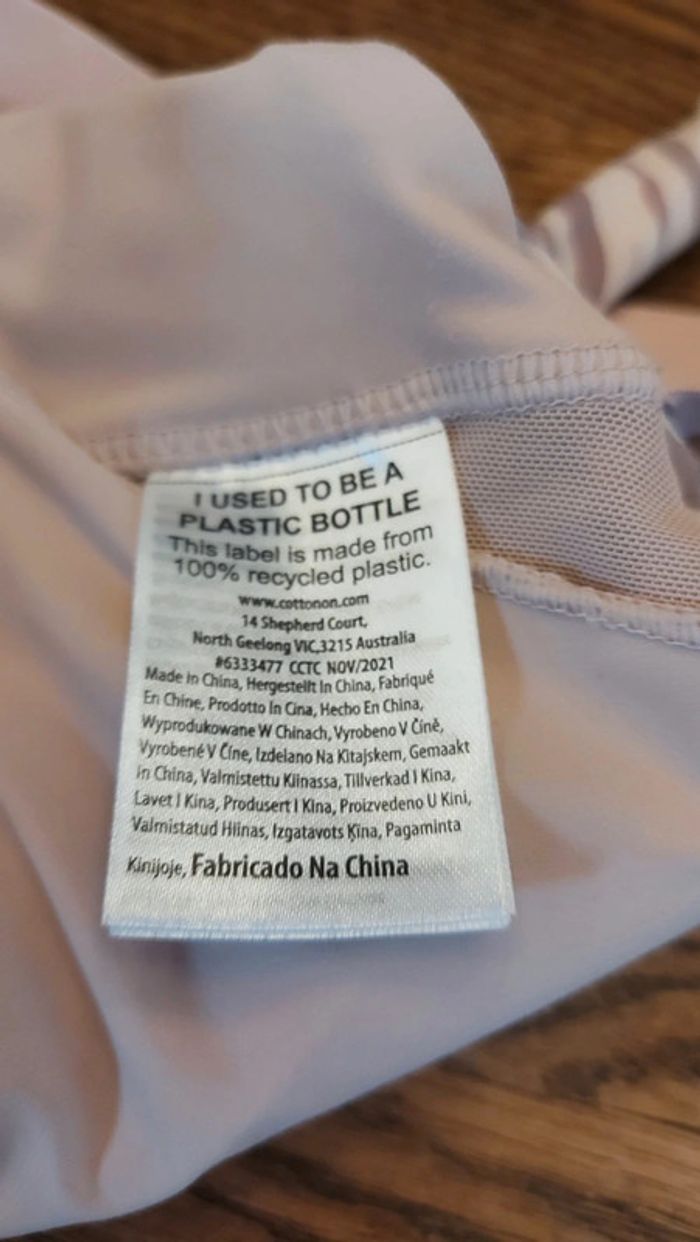 I USED TO BE A
PLASTIC BOTTLE
This label is made from
100% recycled plastic.
www.cottonon.com
14 Shepherd Court,
North Geelong VIC,3215 Australia
#6333477 CCTC NOV/2021
Made in China, Hergestellt In China, Fabriqué
En Chine, Prodotto In Cina, Hecho En China,
Wyprodukowane W Chinach, Vyrobeno V Číně,
Vyrobené V Číne, Izdelano Na Kitajskem, Gemaakt
in China, Valmistettu Kiinassa, Tillverkad I Kina,
Lavet I Kina, Produsert I Kina, Proizvedeno U Kini,
Valmistatud Hiinas, Izgatavots Ķīna, Pagaminta
Kinijoje, Fabricado Na China